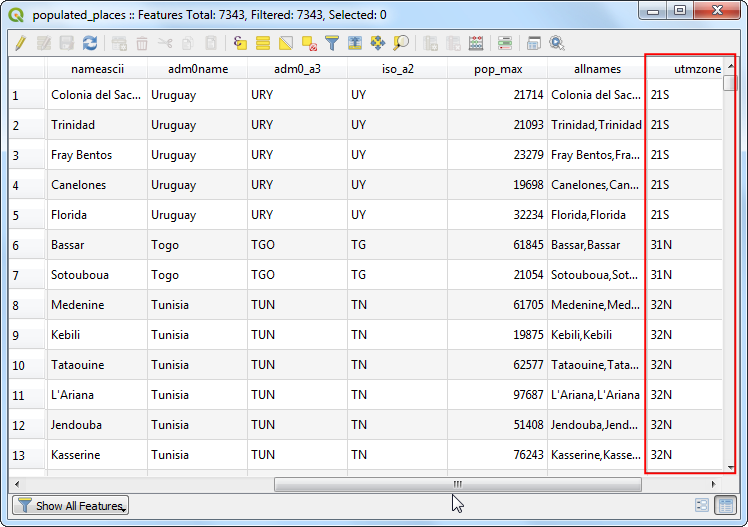 populated_places :: Features Total: 7343, Filtered: 7343, Selected: 0
nameascii adm0name adm0_a3 iso_a2 pop_max allnames utmzone
1 Colonia del Sac... Uruguay URY UY 21714 Colonia del Sac... 21S
2 Trinidad Uruguay URY UY 21093 Trinidad,Trinidad 21S
3 Fray Bentos Uruguay URY UY 23279 Fray Bentos,Fra... 21S
4 Canelones Uruguay URY UY 19698 Canelones,Can... 21S
5 Florida Uruguay URY UY 32234 Florida,Florida 21S
6 Bassar Togo TGO TG 61845 Bassar,Bassar 31N
7 Sotouboua Togo TGO TG 21054 Sotouboua,Sot... 31N
8 Medenine Tunisia TUN TN 61705 Medenine,Med... 32N
9 Kebili Tunisia TUN TN 19875 Kebili,Kebili 32N
10 Tataouine Tunisia TUN TN 62577 Tataouine,Tata... 32N
11 L'Ariana Tunisia TUN TN 97687 L'Ariana,L'Ariana 32N
12 Jendouba Tunisia TUN TN 51408 Jendouba,Jend... 32N
13 Kasserine Tunisia TUN TN 76243 Kasserine,Kasse... 32N
Show All Features